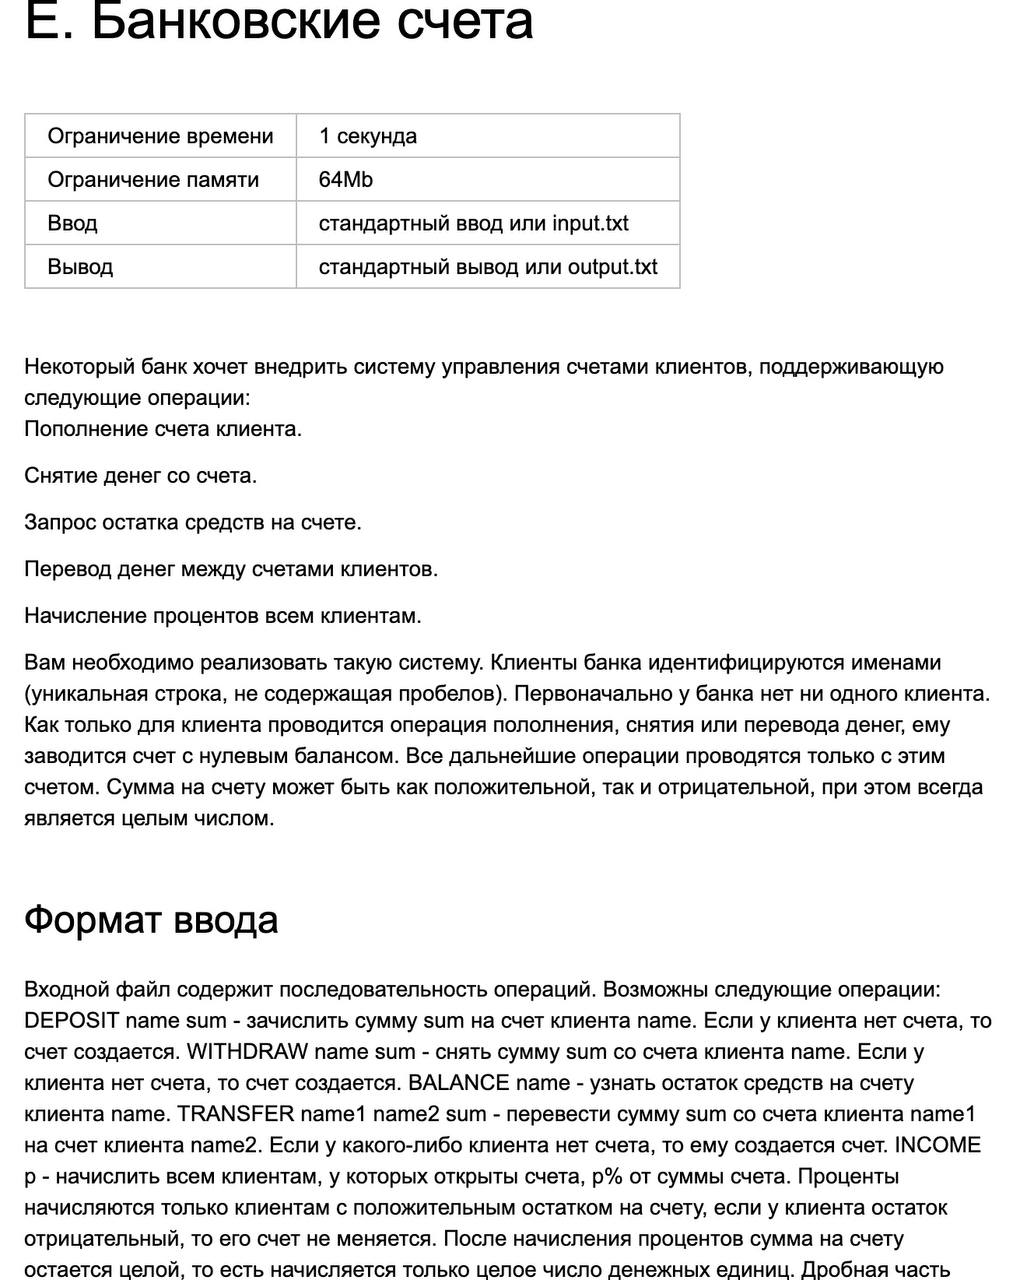 E. Банковские счета
Ограничение времени 1 секунда
Ограничение памяти 64Mb
Ввод стандартный ввод или input.txt
Вывод стандартный вывод или output.txt
Некоторый банк хочет внедрить систему управления счетами клиентов, поддерживающую
следующие операции:
Пополнение счета клиента.
Снятие денег со счета.
Запрос остатка средств на счете.
Перевод денег между счетами клиентов.
Начисление процентов всем клиентам.
Вам необходимо реализовать такую систему. Клиенты банка идентифицируются именами
(уникальная строка, не содержащая пробелов). Первоначально у банка нет ни одного клиента.
Как только для клиента проводится операция пололнения, снятия или перевода денег, ему
заводится счет с нулевым балансом. Все дальнейшие операции проводятся только с этим
счетом. Сумма на счету может быть как положительной, так и отрицательной, при этом всегда
является целым числом.
Формат ввода
Входной файл содержит последовательность операций. Возможны следующие операции:
DEPOSIT name sum - зачислить сумму sum на счет клиента name. Если у клиента нет счета, то
счет создается. WITHDRAW name sum - снять сумму sum со счета клиента name. Если у
клиента нет счета, то счет создается. BALANCE name - узнать остаток средств на счету
клиента name. TRANSFER name1 name2 sum - перевести сумму sum со счета клиента name1
на счет клиента name2. Если у какого-либо клиента нет счета, то ему создается счет. INCOME
p - начислить всем клиентам, у которых открыты счета, p% от суммы счета. Проценты
начисляются только клиентам с положительным остатком на счету, если у клиента остаток
отрицательный, то его счет не меняется. После начисления процентов сумма на счету
остается целой, то есть начисляется только целое число денежных единиц. Дробная часть